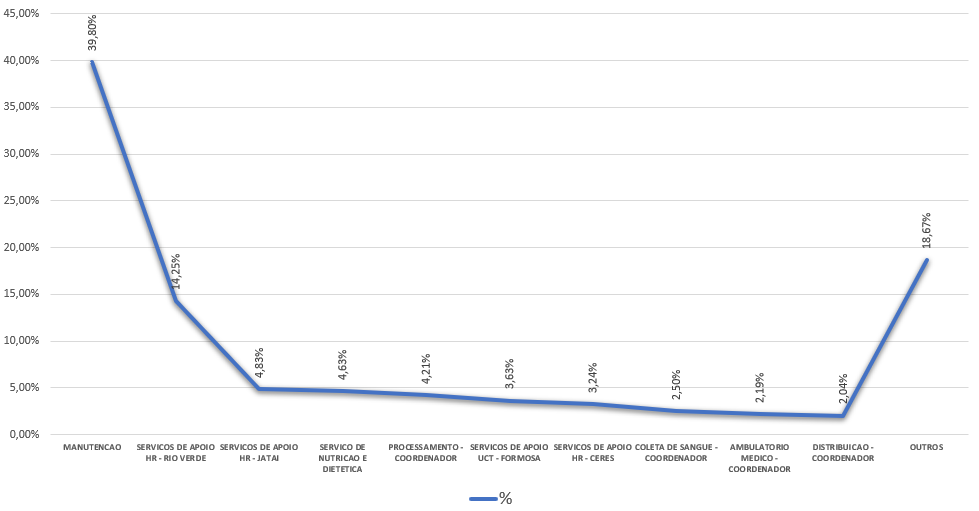 45,00%
40,00%
35,00%
30,00%
25,00%
20,00%
15,00%
10,00%
5,00%
0,00%
39,80%
14,25%
4,83%
4,63%
4,21%
3,63%
3,24%
2,50%
2,19%
2,04%
18,67%
MANUTENCAO
SERVICOS DE APOIO
HR - RIO VERDE
SERVICOS DE APOIO
HR - JATAI
SERVICO DE
NUTRICAO E
DIETETICA
PROCESSAMENTO -
COORDENADOR
SERVICOS DE APOIO
UCT - FORMOSA
SERVICOS DE APOIO
HR - CERES
COLETA DE SANGUE -
COORDENADOR
AMBULATORIO
MEDICO -
COORDENADOR
DISTRIBUICAO -
COORDENADOR
OUTROS
%